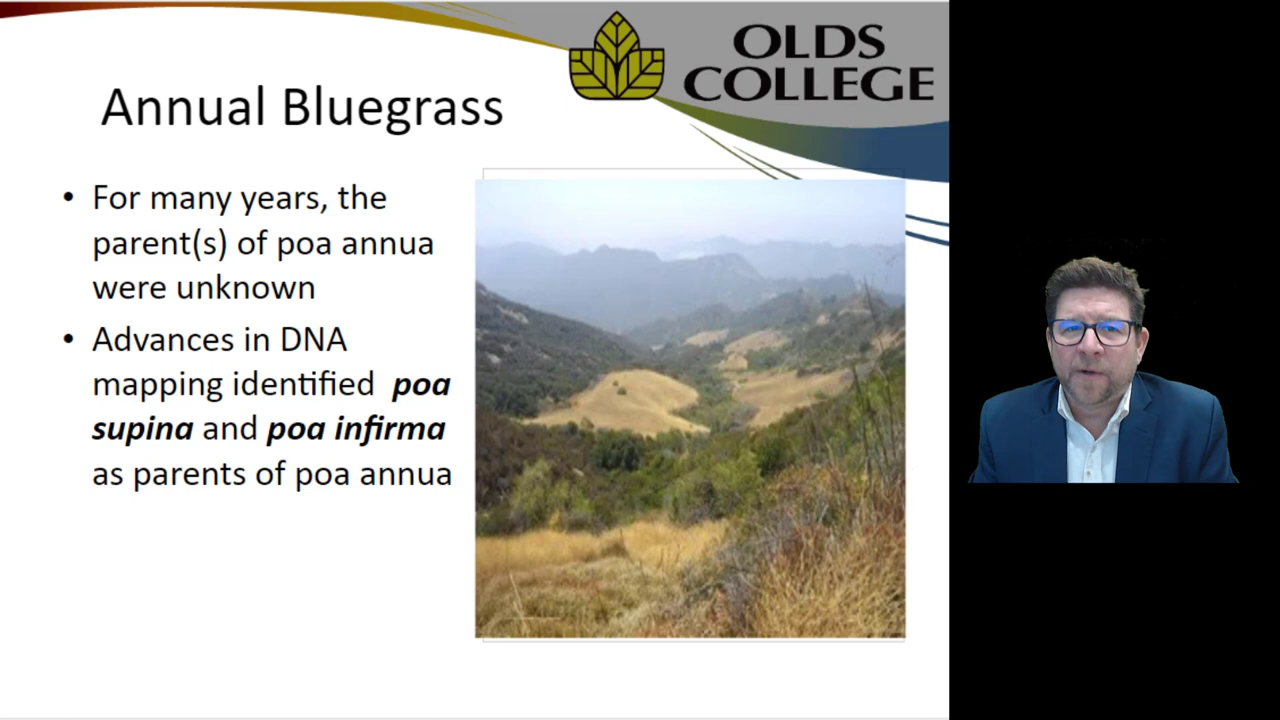 OLDS
COLLEGE
Annual Bluegrass
• For many years, the
parent(s) of poa annua
were unknown
• Advances in DNA
mapping identified poa
supina and poa infirma
as parents of poa annua